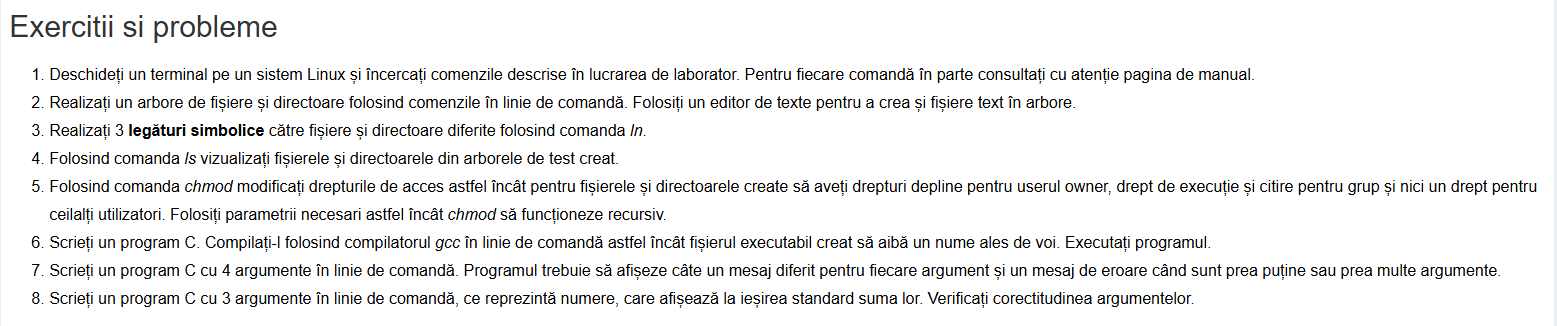 Exercitii si probleme
1. Deschideți un terminal pe un sistem Linux și încercați comenzile descrise în lucrarea de laborator. Pentru fiecare comandă în parte consultați cu atenție pagina de manual.
2. Realizați un arbore de fișiere și directoare folosind comenzile în linie de comandă. Folosiți un editor de texte pentru a crea și fișiere text în arbore.
3. Realizați 3 legături simbolice către fișiere și directoare diferite folosind comanda ln.
4. Folosind comanda ls vizualizați fișierele și directoarele din arborele de test creat.
5. Folosind comanda chmod modificați drepturile de acces astfel încât pentru fișierele și directoarele create să aveți drepturi depline pentru userul owner, drept de execuție și citire pentru grup și nici un drept pentru
ceilalți utilizatori. Folosiți parametrii necesari astfel încât chmod să funcționeze recursiv.
6. Scrieți un program C. Compilați-l folosind compilatorul gcc în linie de comandă astfel încât fișierul executabil creat să aibă un nume ales de voi. Executați programul.
7. Scrieți un program C cu 4 argumente în linie de comandă. Programul trebuie să afișeze câte un mesaj diferit pentru fiecare argument și un mesaj de eroare când sunt prea puține sau prea multe argumente.
8. Scrieți un program C cu 3 argumente în linie de comandă, ce reprezintă numere, care afișează la ieșirea standard suma lor. Verificați corectitudinea argumentelor.